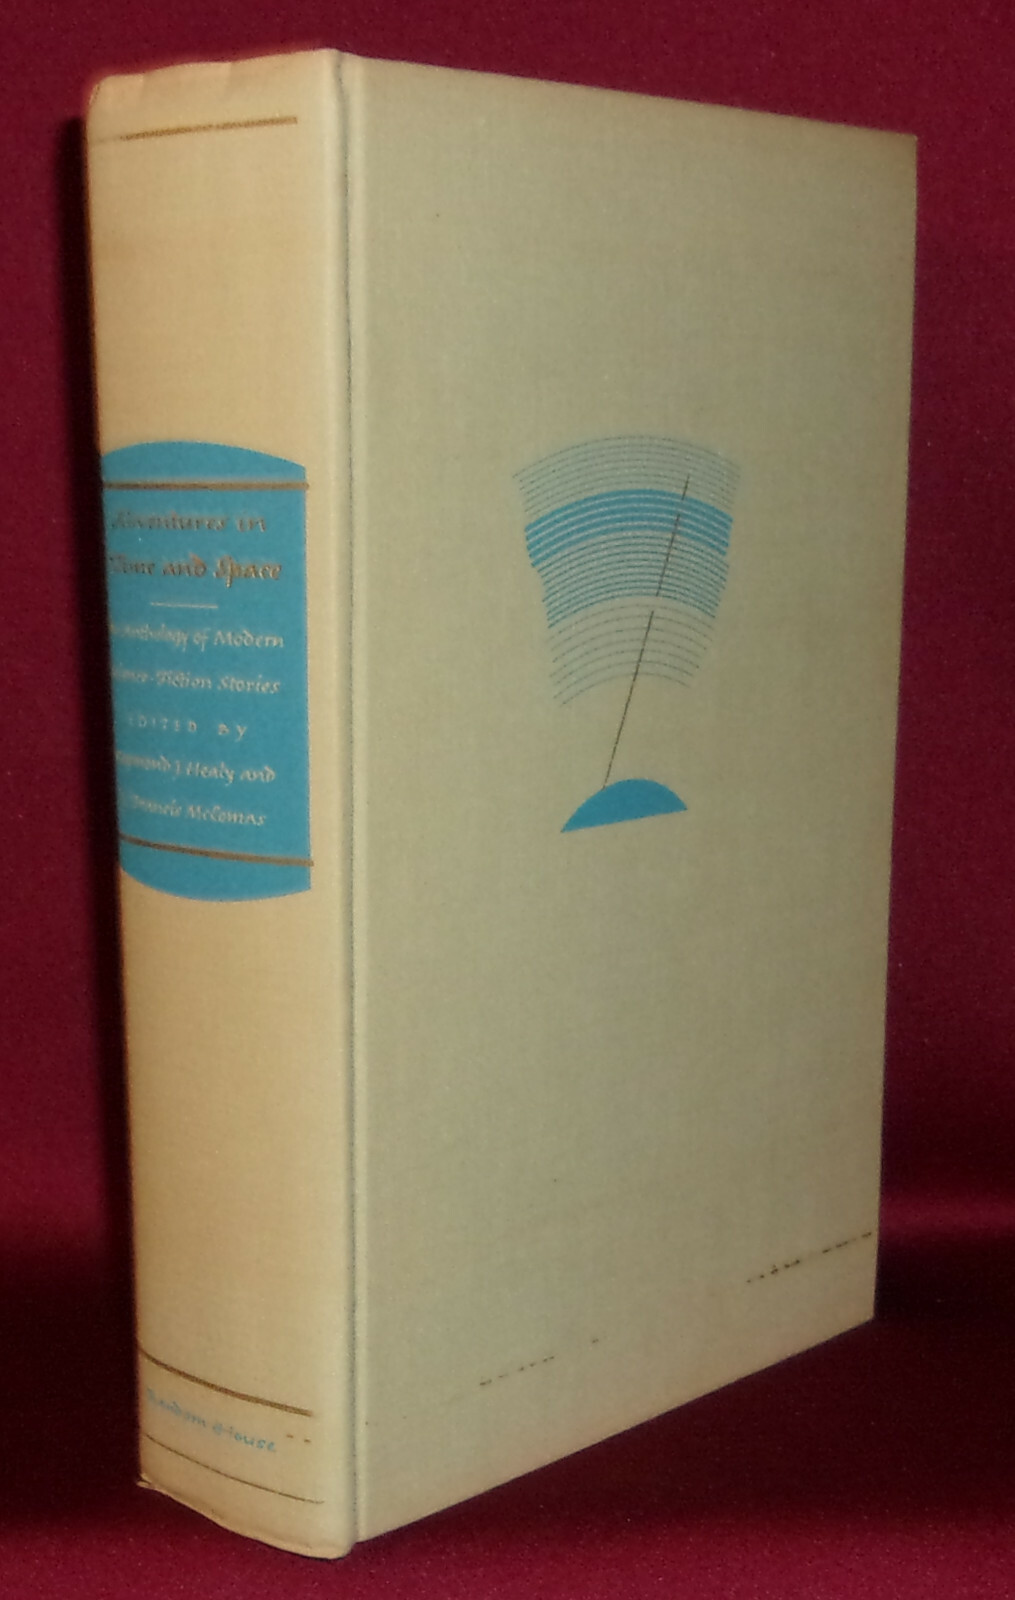 Adventures in
Time and Space
An Anthology of Modern
Science-Fiction Stories
EDITED BY
Raymond J. Healy and
Francis McComas
Random House